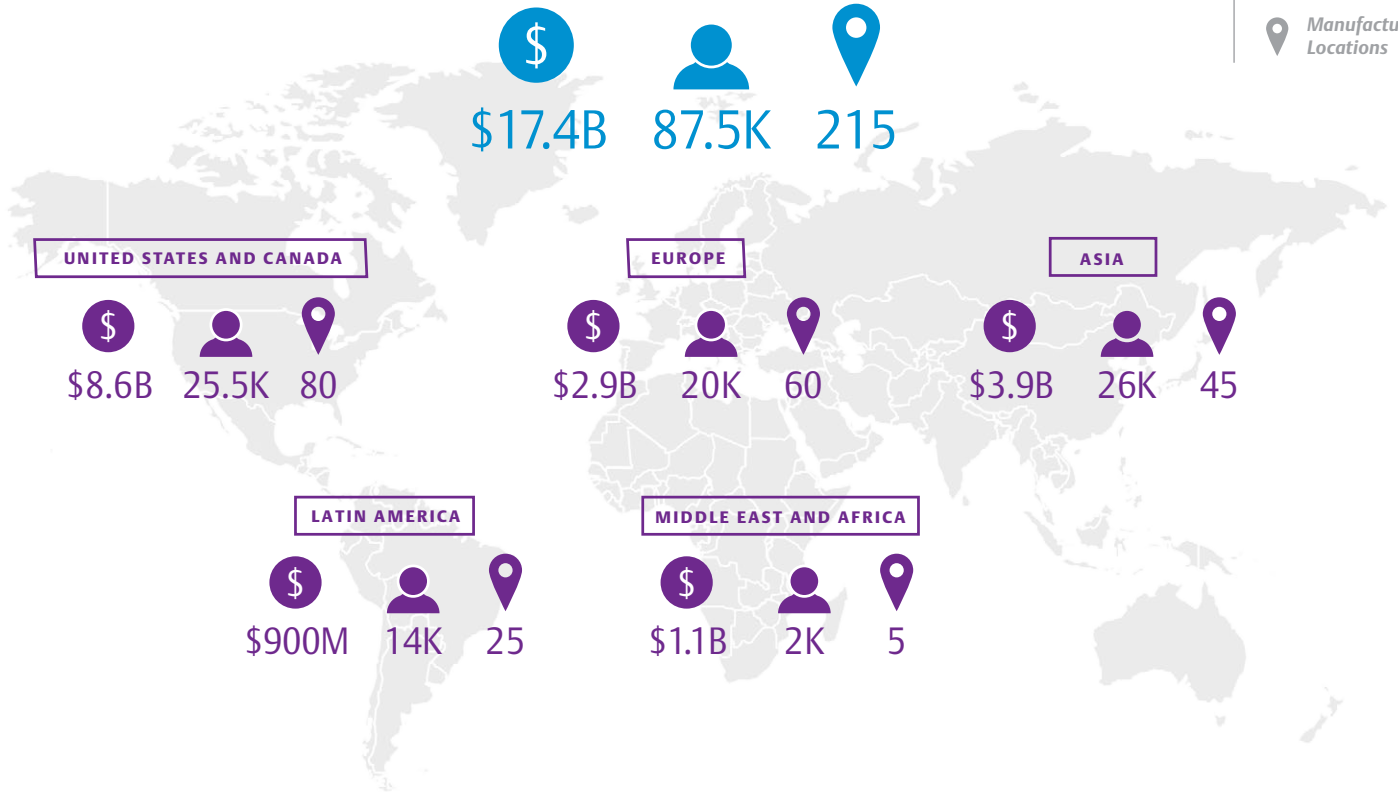 Locations
$17.4B 87.5K 215
UNITED STATES AND CANADA
$8.6B 25.5K 80
EUROPE
$2.9B 20K 60
ASIA
$3.9B 26K 45
LATIN AMERICA
$900M 14K 25
MIDDLE EAST AND AFRICA
$1.1B 2K 5